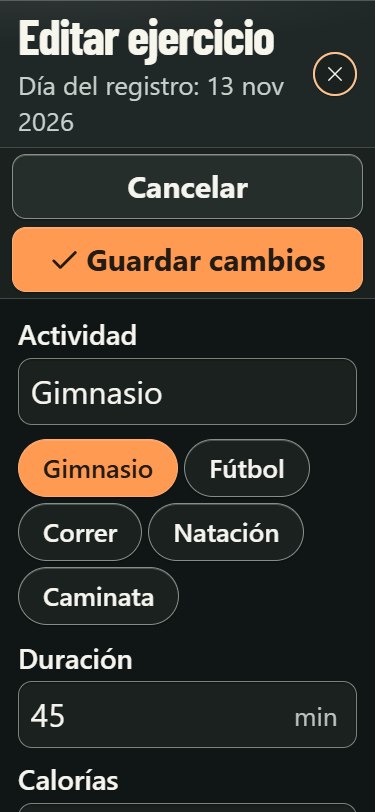 Editar ejercicio
Día del registro: 13 nov
2026
Cancelar
Guardar cambios
Actividad
Gimnasio
Gimnasio
Fútbol
Correr
Natación
Caminata
Duración
45 min
Calorías